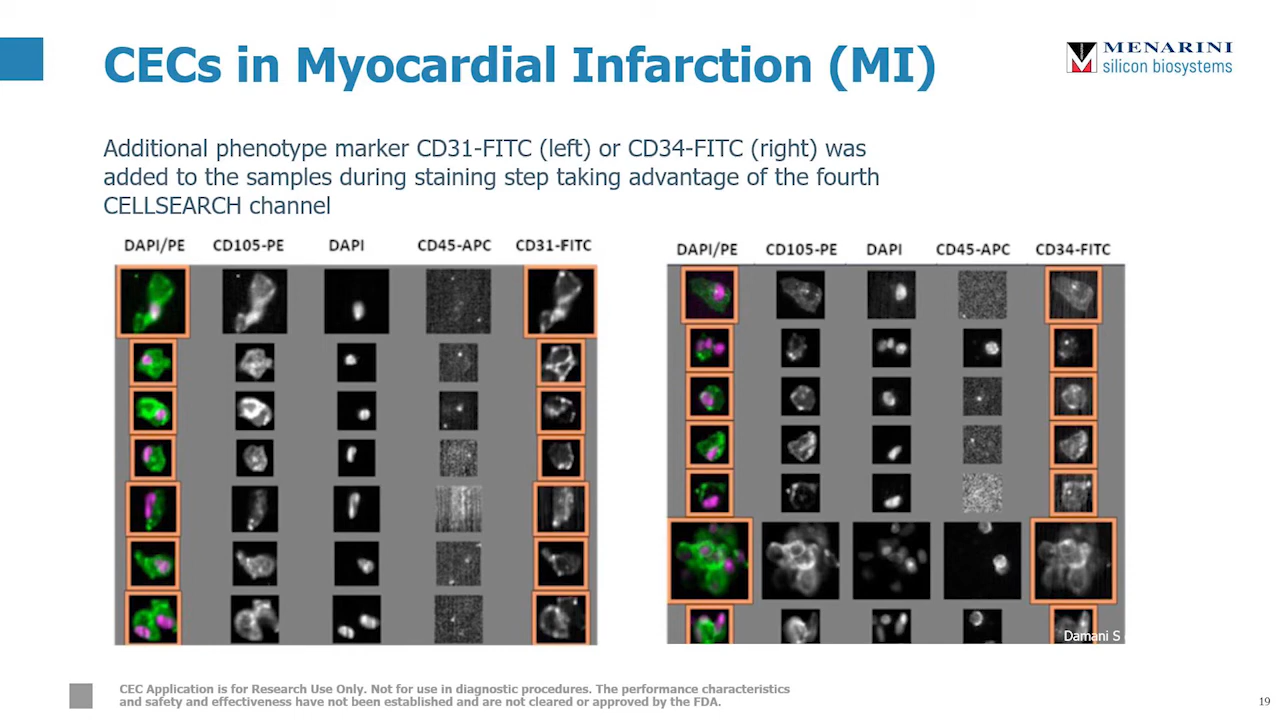 CECs in Myocardial Infarction (MI)
MENARINI
silicon biosystems
Additional phenotype marker CD31-FITC (left) or CD34-FITC (right) was
added to the samples during staining step taking advantage of the fourth
CELLSEARCH channel
DAPI/PE CD105-PE DAPI CD45-APC CD31-FITC
DAPI/PE CD105-PE DAPI CD45-APC CD34-FITC
Damani S
CEC Application is for Research Use Only. Not for use in diagnostic procedures. The performance characteristics
and safety and effectiveness have not been established and are not cleared or approved by the FDA.
19